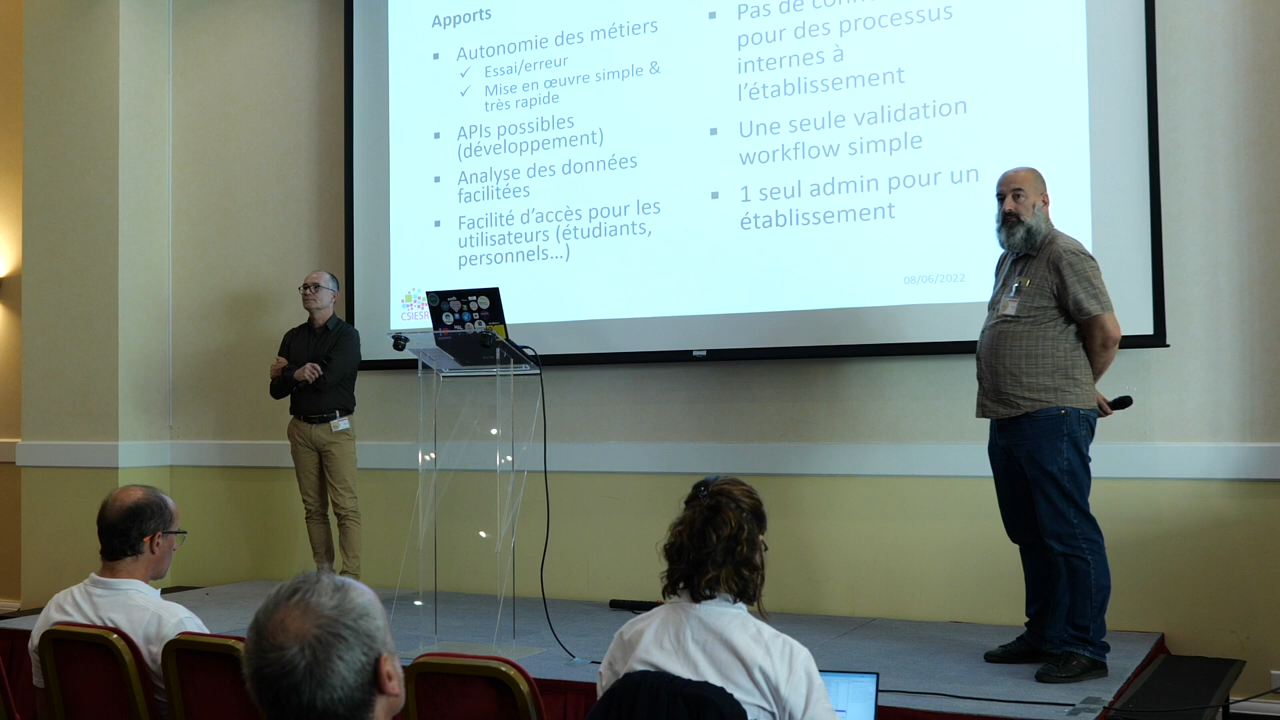 Apports
▪ Autonomie des métiers
✓ Essai/erreur
✓ Mise en œuvre simple &
très rapide
▪ APIs possibles
(développement)
▪ Analyse des données
facilitées
▪ Facilité d'accès pour les
utilisateurs (étudiants,
personnels...)
▪ Pas de
pour des processus
internes à
l'établissement
▪ Une seule validation
workflow simple
▪ 1 seul admin pour un
établissement
08/06/2022
CSIESR